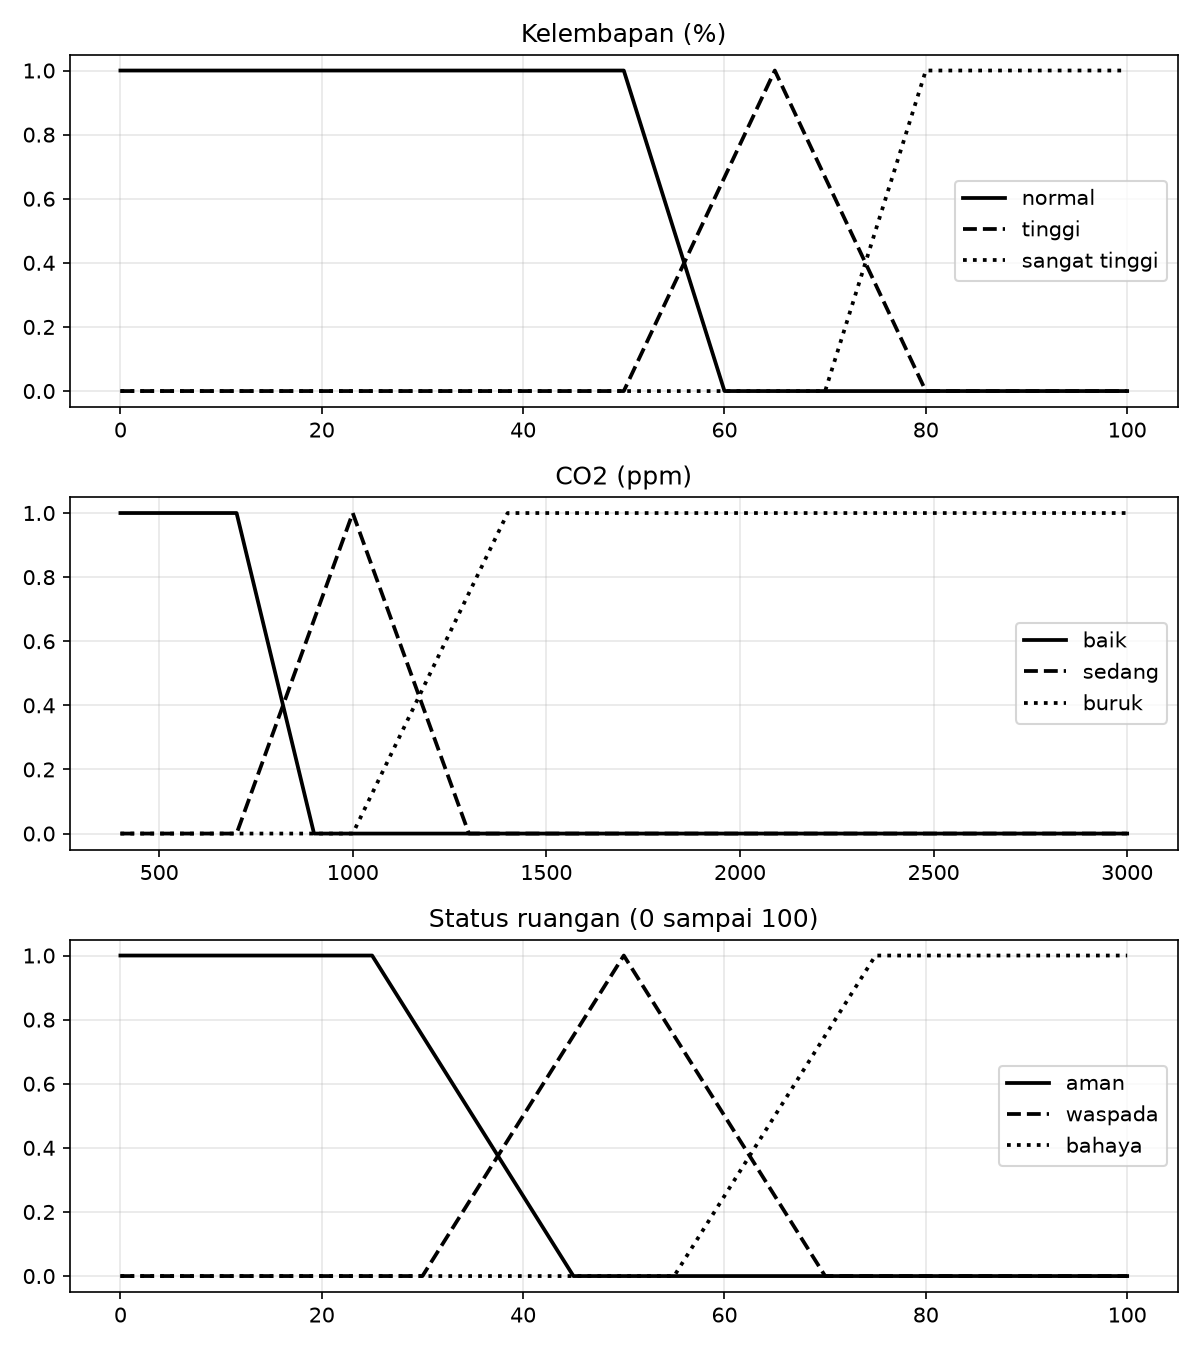 Kelembapan (%)
1.0
0.8
0.6
0.4
0.2
0.0
normal
tinggi
sangat tinggi
0 20 40 60 80 100
CO2 (ppm)
1.0
0.8
0.6
0.4
0.2
0.0
baik
sedang
buruk
500 1000 1500 2000 2500 3000
Status ruangan (0 sampai 100)
1.0
0.8
0.6
0.4
0.2
0.0
aman
waspada
bahaya
0 20 40 60 80 100